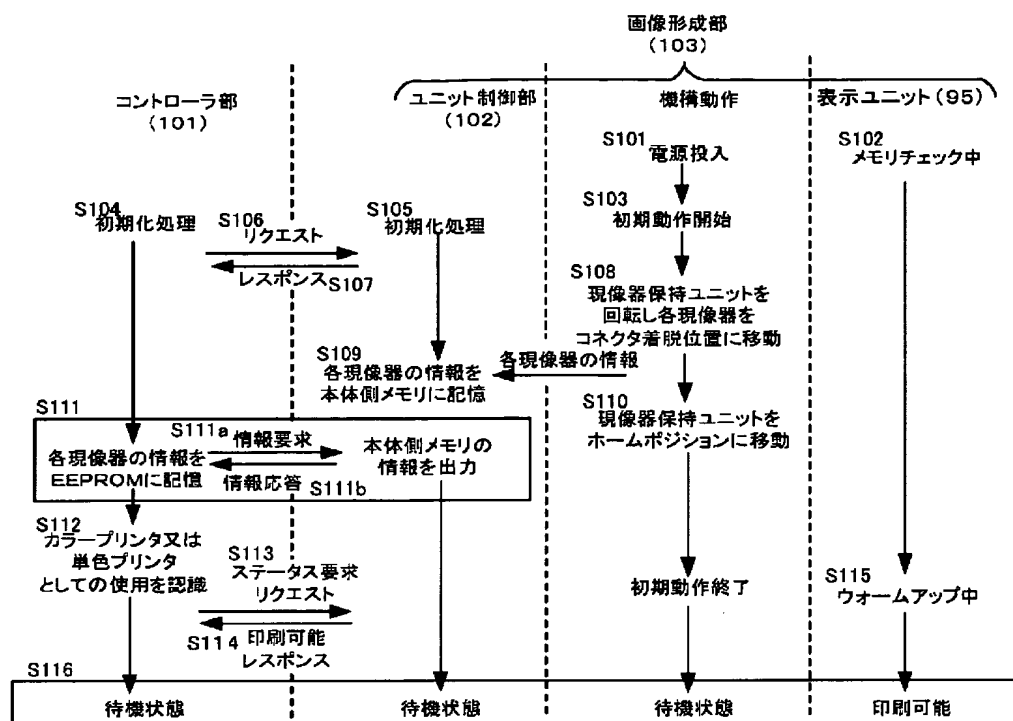 画像形成部
(103)
コントローラ部
(101)
ユニット制御部
(102)
機構動作
表示ユニット(95)
S101
電源投入
S102
メモリチェック中
S103
初期動作開始
S104
初期化処理
S106
リクエスト
S105
初期化処理
レスポンス
S107
S108
現像器保持ユニットを
回転し各現像器を
コネクタ着脱位置に移動
S109
各現像器の情報を
本体側メモリに記憶
各現像器の情報
S110
現像器保持ユニットを
ホームポジションに移動
S111
S111a
情報要求
各現像器の情報を
EEPROMに記憶
本体側メモリの
情報を出力
情報応答
S111b
S112
カラープリンタ又は
単色プリンタ
としての使用を認識
S113
ステータス要求
リクエスト
S114
印刷可能
レスポンス
初期動作終了
S115
ウォームアップ中
S116
待機状態
待機状態
待機状態
印刷可能